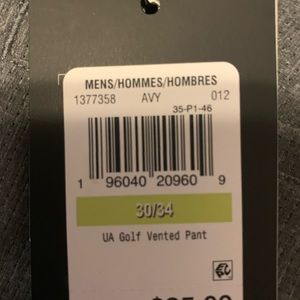 MENS/HOMMES/HOMBRES
1377358 AVY 012
35-P1-46
1 96040 20960 9
30/34
UA Golf Vented Pant